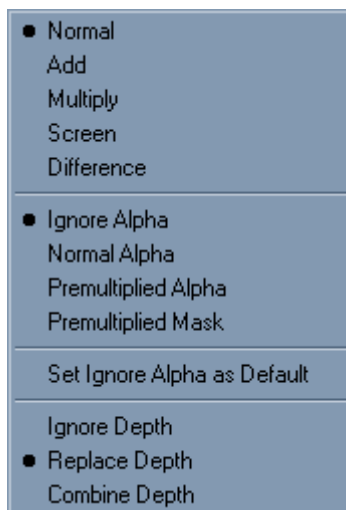 Normal
Add
Multiply
Screen
Difference
Ignore Alpha
Normal Alpha
Premultiplied Alpha
Premultiplied Mask
Set Ignore Alpha as Default
Ignore Depth
Replace Depth
Combine Depth